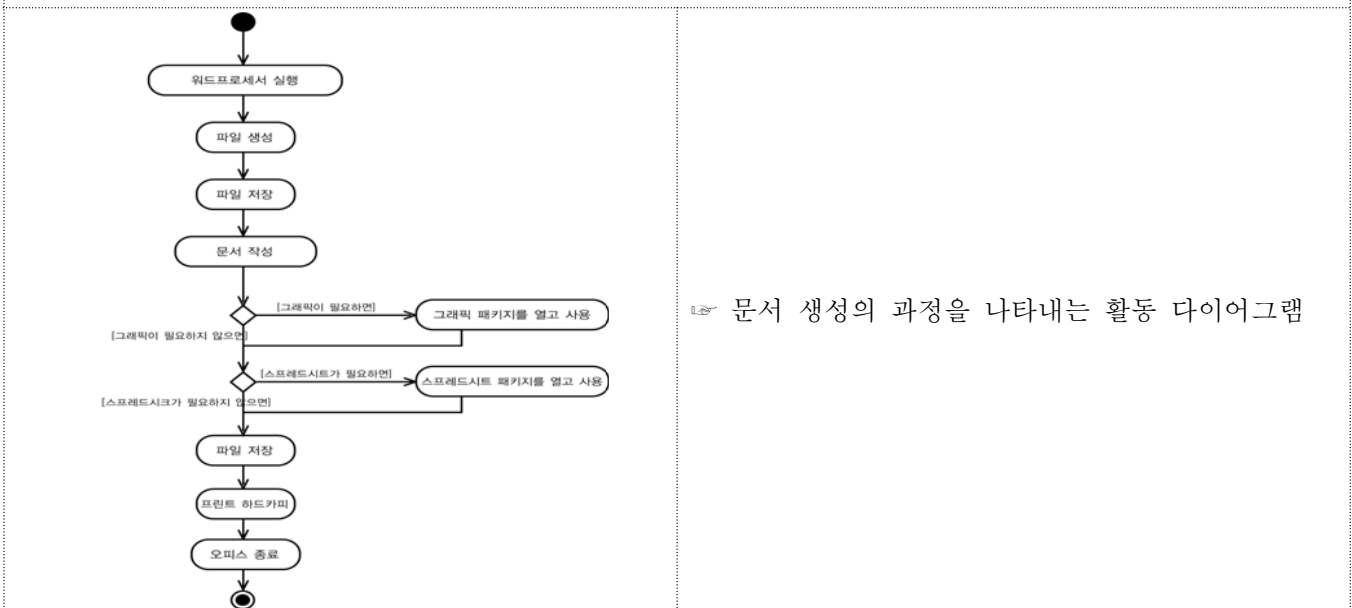 워드프로세서 실행
파일 생성
파일 저장
문서 작성
[그래픽이 필요하면]
그래픽 패키지를 열고 사용
[그래픽이 필요하지 않으면]
[스프레드시트가 필요하면]
스프레드시트 패키지를 열고 사용
[스프레드시크가 필요하지 않으면]
파일 저장
프린트 하드카피
오피스 종료
☞ 문서 생성의 과정을 나타내는 활동 다이어그램